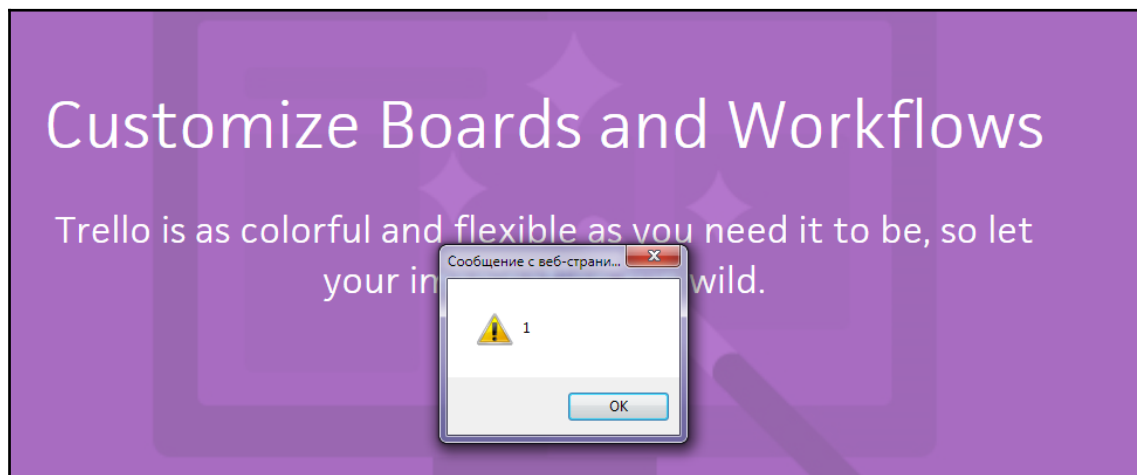 Customize Boards and Workflows
Trello is as colorful and flexible as you need it to be, so let
your wild.
Сообщение с веб-страни...
1
OK